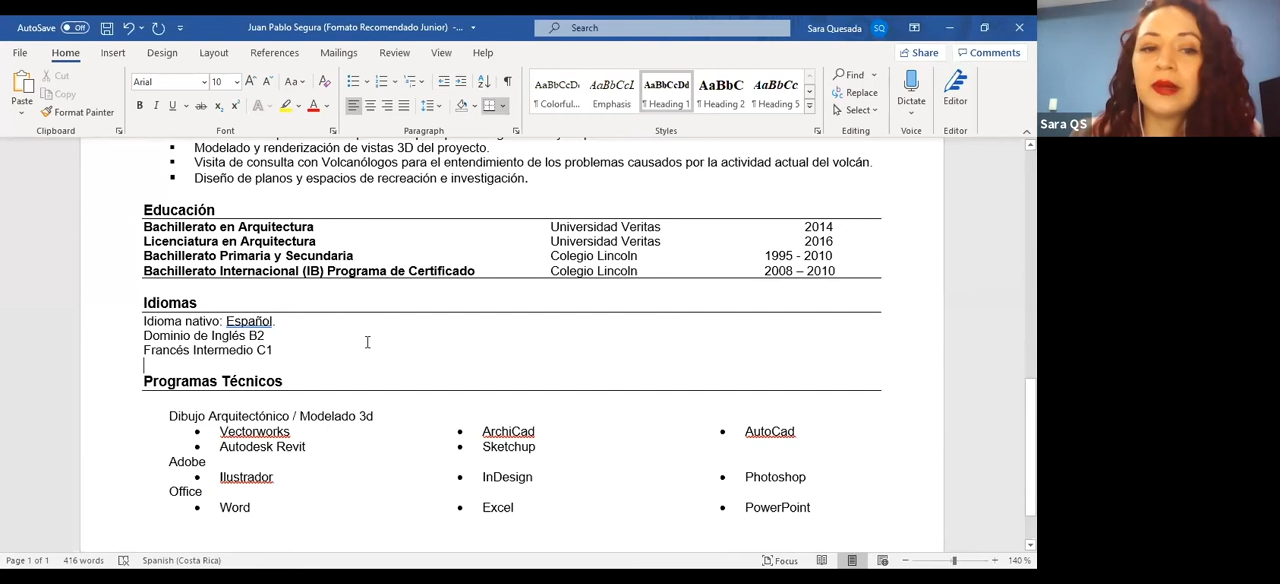 AutoSave Off Juan Pablo Segura (Fomato Recomendado Junior) -... Search Sara Quesada SQ
File Home Insert Design Layout References Mailings Review View Help Share Comments
Paste Cut Copy Format Painter
Clipboard
Arial 10
Font
Paragraph
AaBbCcDt AaBbCcI AaBbCcDd AaBbC AaBbCc
¶ Colorful... Emphasis ¶ Heading 1 ¶ Heading 2 ¶ Heading 5
Styles
Find Replace Select
Editing
Dictate
Voice
Editor
Editor
Sara QS
Modelado y renderización de vistas 3D del proyecto.
Visita de consulta con Volcanólogos para el entendimiento de los problemas causados por la actividad actual del volcán.
Diseño de planos y espacios de recreación e investigación.
Educación
Bachillerato en Arquitectura Universidad Veritas 2014
Licenciatura en Arquitectura Universidad Veritas 2016
Bachillerato Primaria y Secundaria Colegio Lincoln 1995 - 2010
Bachillerato Internacional (IB) Programa de Certificado Colegio Lincoln 2008 – 2010
Idiomas
Idioma nativo: Español.
Dominio de Inglés B2
Francés Intermedio C1
Programas Técnicos
Dibujo Arquitectónico / Modelado 3d
Vectorworks ArchiCad AutoCad
Autodesk Revit Sketchup
Adobe
Ilustrador InDesign Photoshop
Office
Word Excel PowerPoint
Page 1 of 1 416 words Spanish (Costa Rica) Focus 140 %